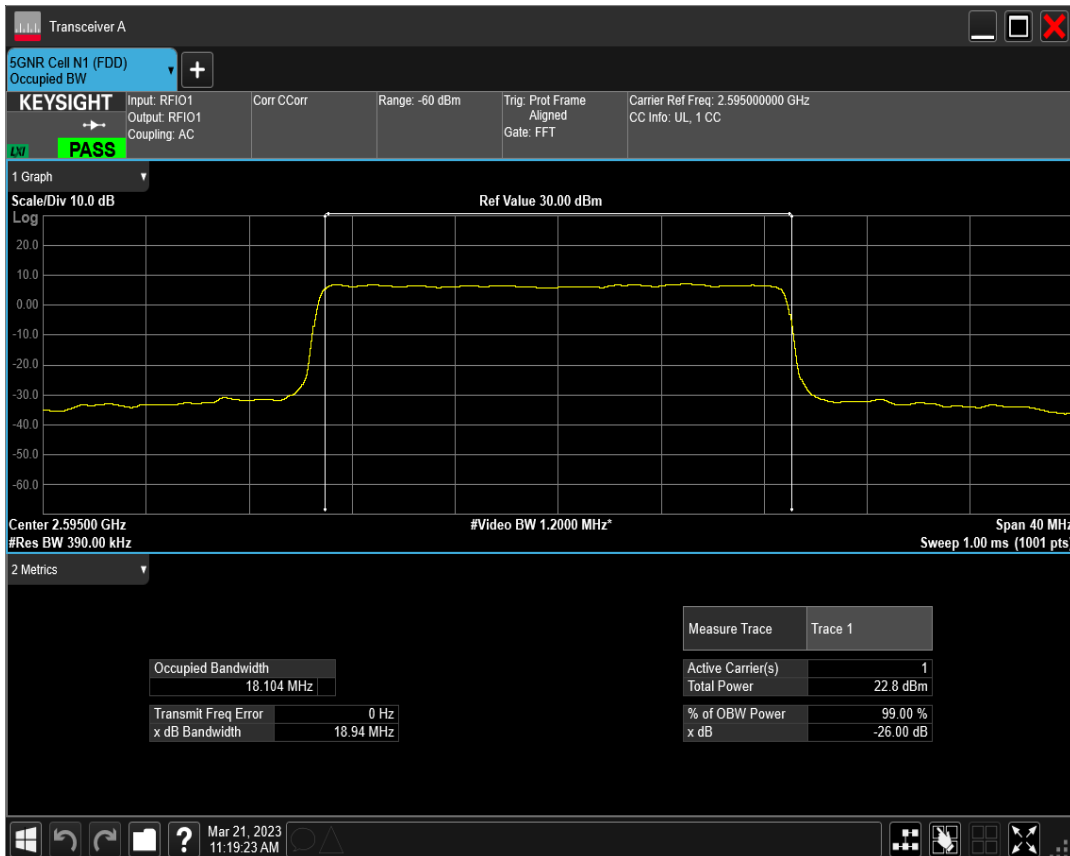 Transceiver A
5GNR Cell N1 (FDD)
Occupied BW
KEYSIGHT
LXI
PASS
Input: RFIO1
Output: RFIO1
Coupling: AC
Corr CCorr
Range: -60 dBm
Trig: Prot Frame
Aligned
Gate: FFT
Carrier Ref Freq: 2.595000000 GHz
CC Info: UL, 1 CC
1 Graph
Scale/Div 10.0 dB
Ref Value 30.00 dBm
Log
20.0
10.0
0.00
-10.0
-20.0
-30.0
-40.0
-50.0
-60.0
Center 2.59500 GHz
#Video BW 1.2000 MHz*
Span 40 MHz
#Res BW 390.00 kHz
Sweep 1.00 ms (1001 pts)
2 Metrics
Measure Trace Trace 1
Occupied Bandwidth
18.104 MHz
Active Carrier(s) 1
Total Power 22.8 dBm
Transmit Freq Error 0 Hz
x dB Bandwidth 18.94 MHz
% of OBW Power 99.00 %
x dB -26.00 dB
?
Mar 21, 2023
11:19:23 AM